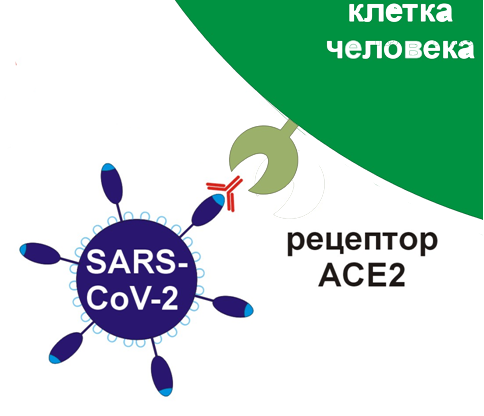 клетка
человека
SARS-
CoV-2
рецептор
ACE2